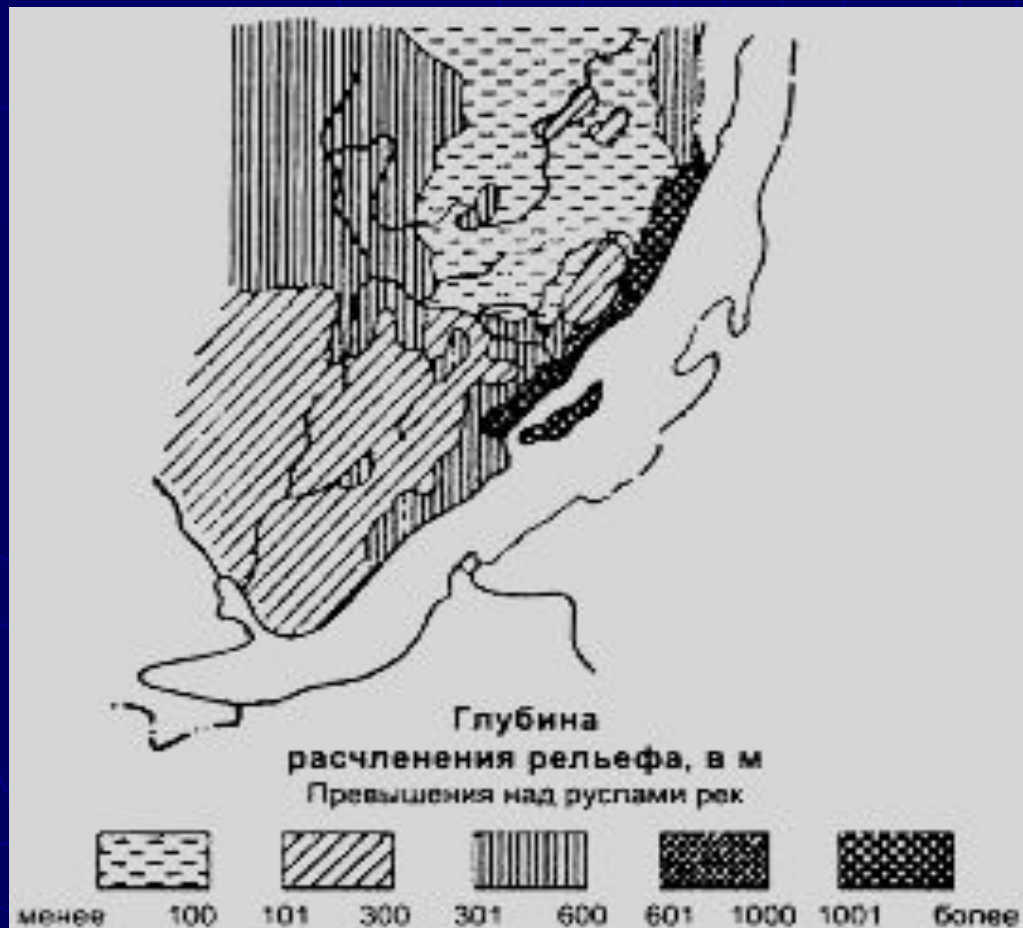 Глубина
расчленения рельефа, в м
Превышения над руслами рек
менее 100 101 300 301 600 601 1000 1001 более